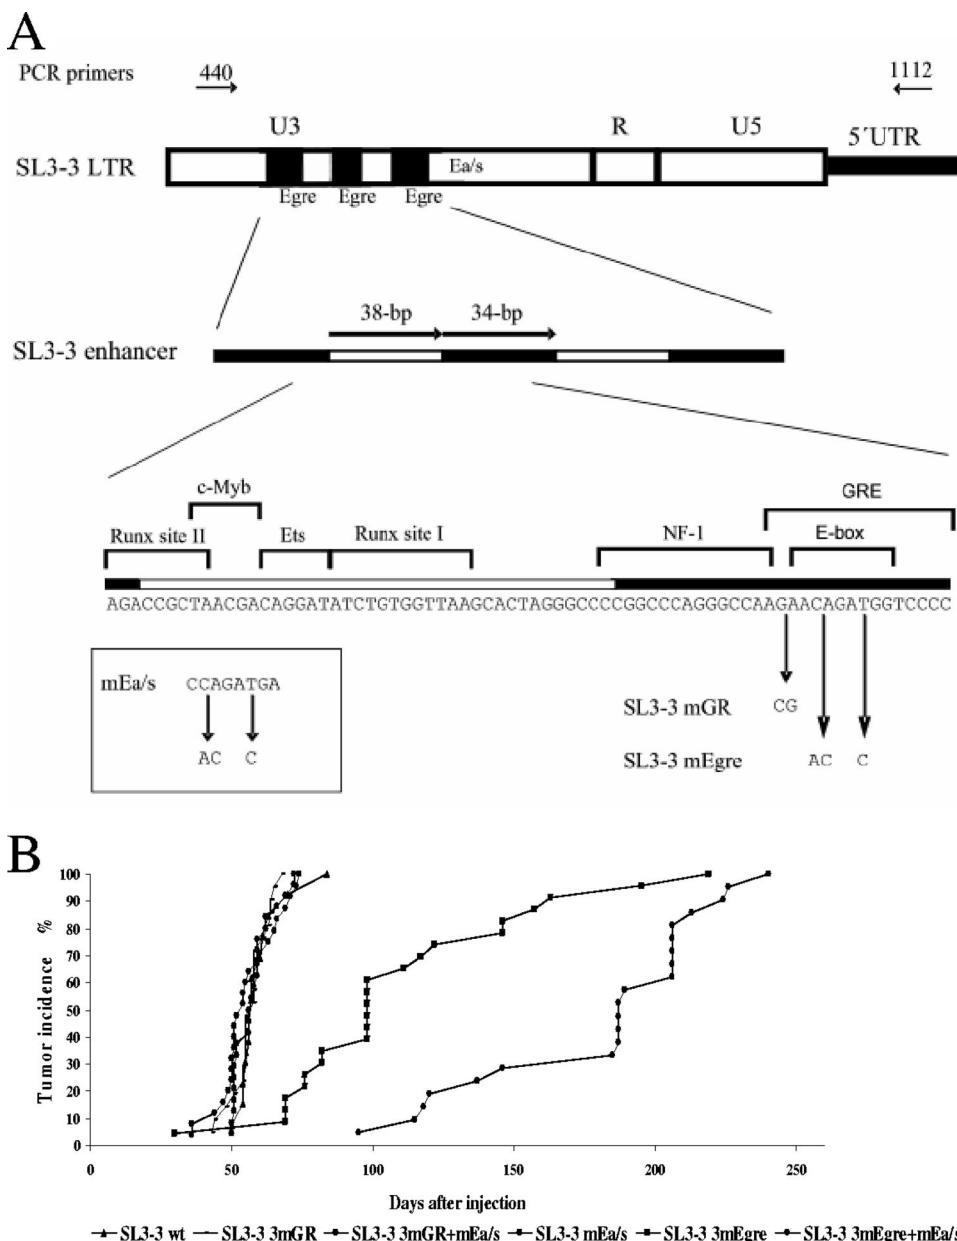 A
PCR primers
440
1112
U3
R
U5
5´UTR
SL3-3 LTR
Ea/s
Egre
Egre
Egre
38-bp
34-bp
SL3-3 enhancer
c-Myb
GRE
Runx site II
Ets
Runx site I
NF-1
E-box
AGACCGCTAACGACAGGATATCTGTGGTTAAGCACTAGGGCCCCGGCCCAGGGCCAAGAACAGATGGTCCCC
mEa/s
CCAGATGA
AC C
SL3-3 mGR
CG
SL3-3 mEgre
AC C
B
100
90
80
70
60
50
40
30
20
10
0
Tumor incidence %
0 50 100 150 200 250
Days after injection
SL3-3 wt SL3-3 3mGR SL3-3 3mGR+mEa/s SL3-3 mEa/s SL3-3 3mEgre SL3-3 3mEgre+mEa/s